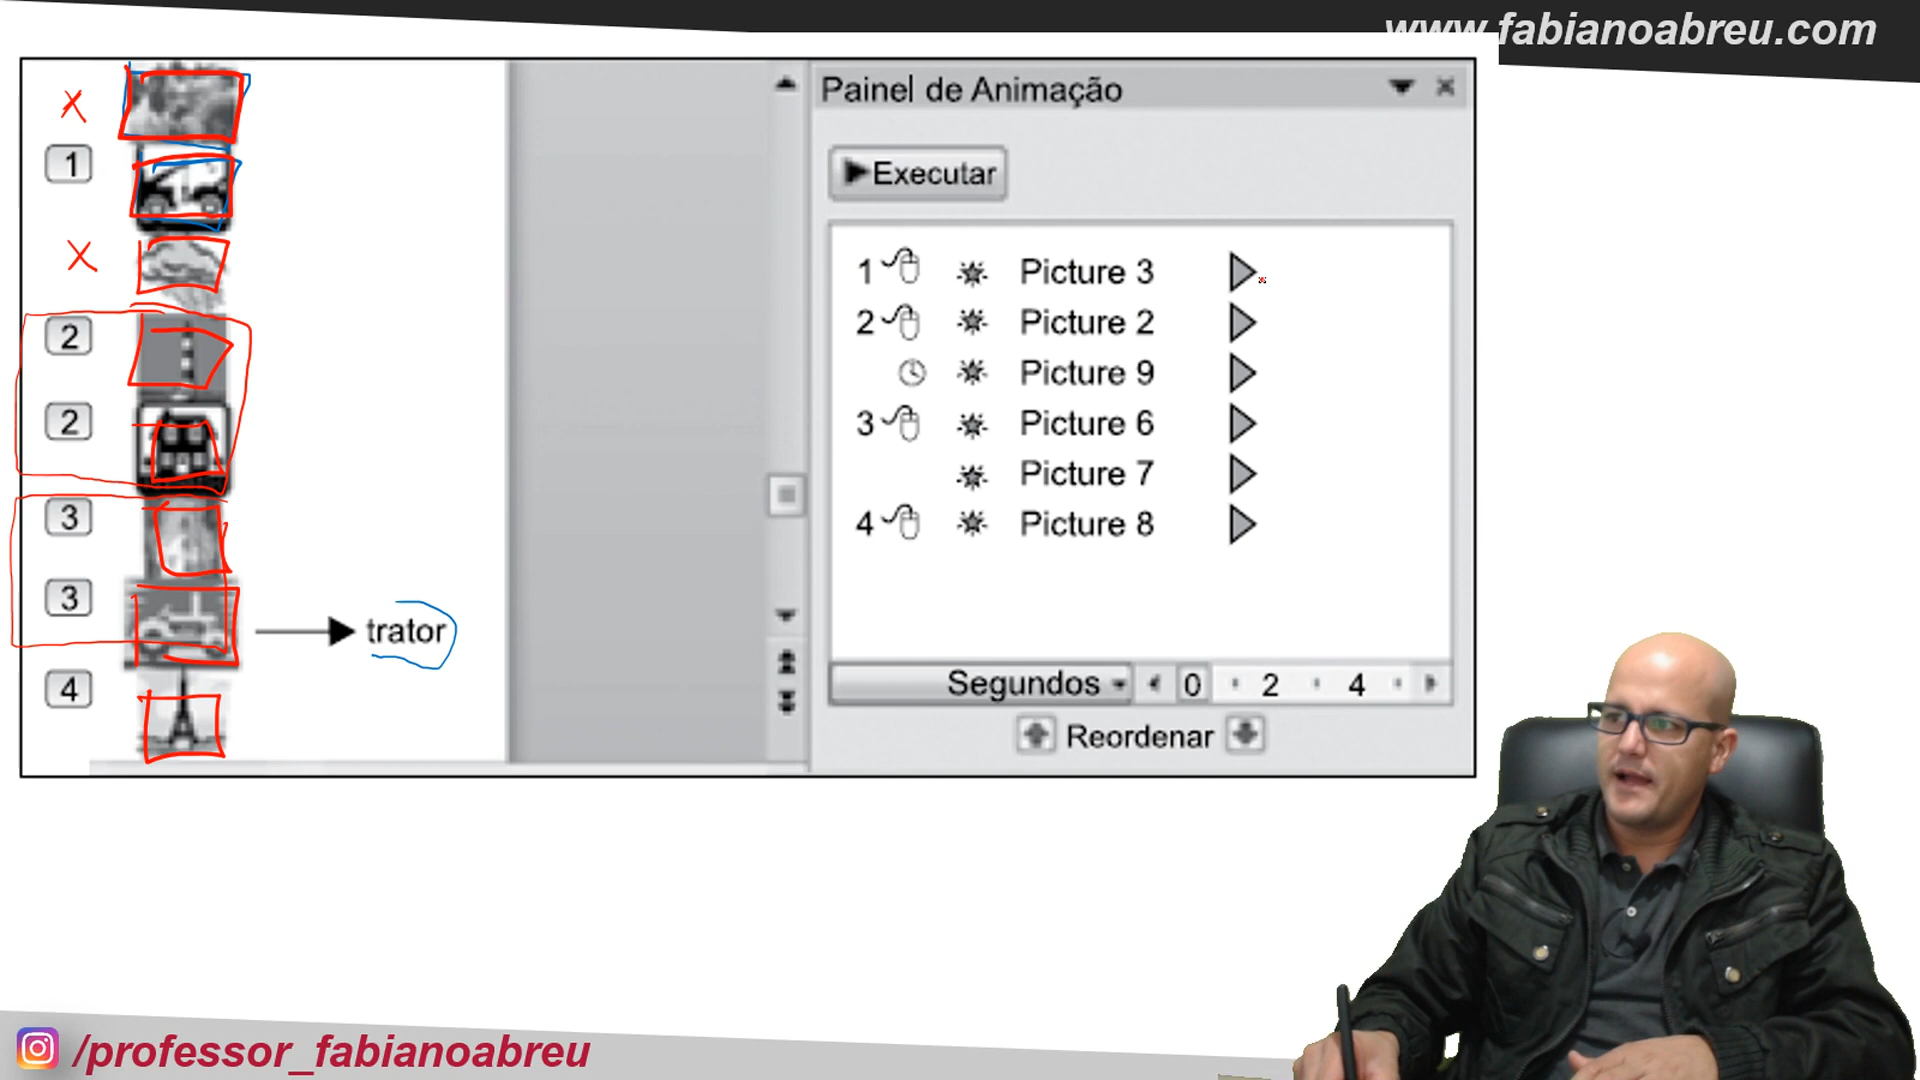 www.fabianoabreu.com
X
1
X
2
2
3
3
trator
4
Painel de Animação
Executar
1 Picture 3
2 Picture 2
Picture 9
3 Picture 6
Picture 7
4 Picture 8
Segundos 0 2 4
Reordenar
/professor_fabianoabreu